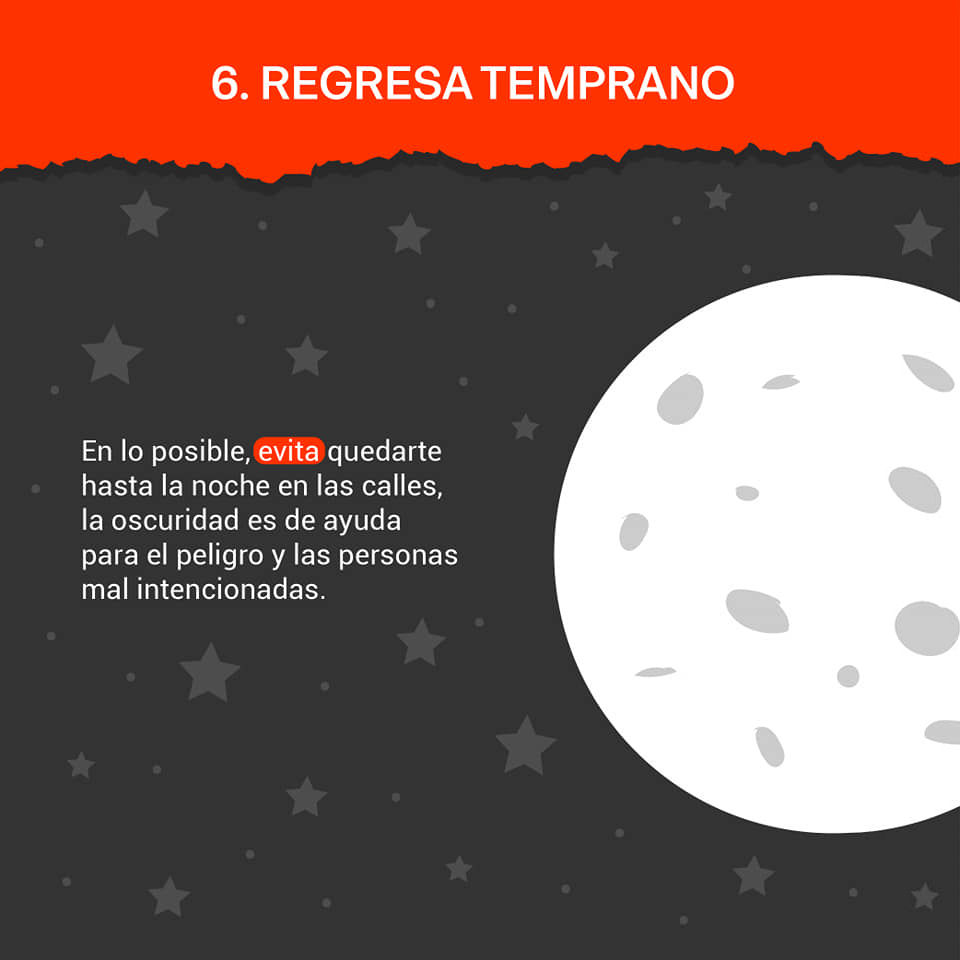 6. REGRESA TEMPRANO
En lo posible, evita quedarte
hasta la noche en las calles,
la oscuridad es de ayuda
para el peligro y las personas
mal intencionadas.